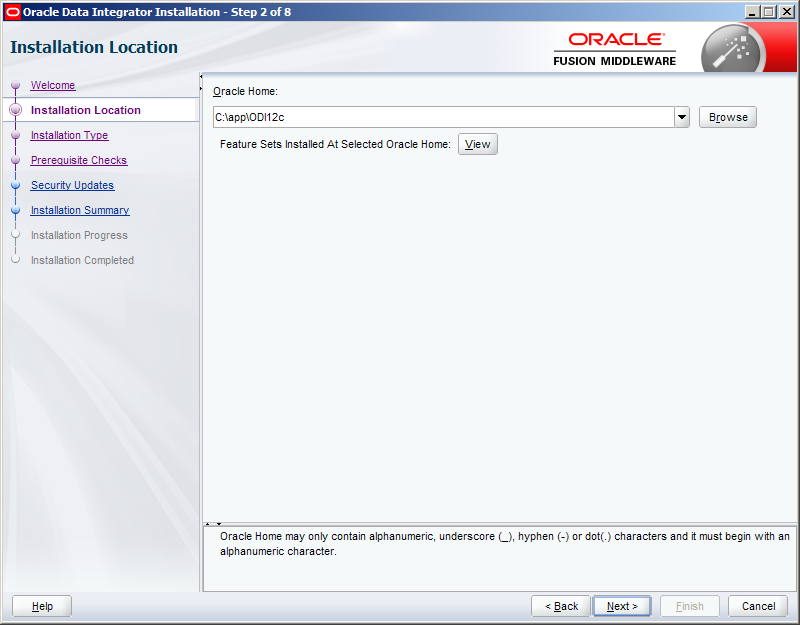 Oracle Data Integrator Installation - Step 2 of 8
Installation Location
ORACLE®
FUSION MIDDLEWARE
Welcome
Installation Location
Installation Type
Prerequisite Checks
Security Updates
Installation Summary
Installation Progress
Installation Completed
Oracle Home:
C:\app\ODI12c
Browse
Feature Sets Installed At Selected Oracle Home:
View
Oracle Home may only contain alphanumeric, underscore (_), hyphen (-) or dot(.) characters and it must begin with an
alphanumeric character.
Help
< Back
Next >
Finish
Cancel